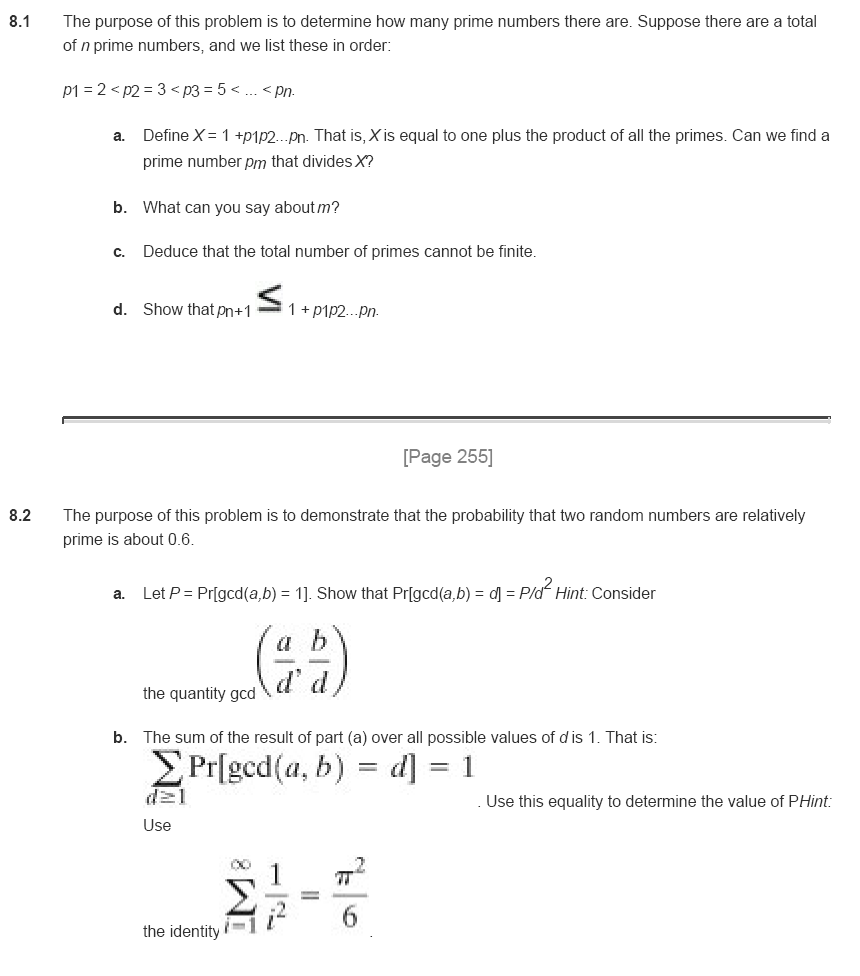 8.1 The purpose of this problem is to determine how many prime numbers there are. Suppose there are a total
of n prime numbers, and we list these in order:
p1 = 2 < p2 = 3 < p3 = 5 < ... < pn.
a. Define X = 1 +p1p2...pn. That is, X is equal to one plus the product of all the primes. Can we find a
prime number pm that divides X?
b. What can you say about m?
c. Deduce that the total number of primes cannot be finite.
d. Show that pn+1 ≤ 1 + p1p2...pn.
[Page 255]
8.2 The purpose of this problem is to demonstrate that the probability that two random numbers are relatively
prime is about 0.6.
a. Let P = Pr[gcd(a,b) = 1]. Show that Pr[gcd(a,b) = d] = P/d² Hint: Consider
the quantity gcd (a/d, b/d)
b. The sum of the result of part (a) over all possible values of d is 1. That is:
∑ d≥1 Pr[gcd(a, b) = d] = 1 . Use this equality to determine the value of PHint:
Use
the identity ∑ i=1 ∞ 1/i² = π²/6 .